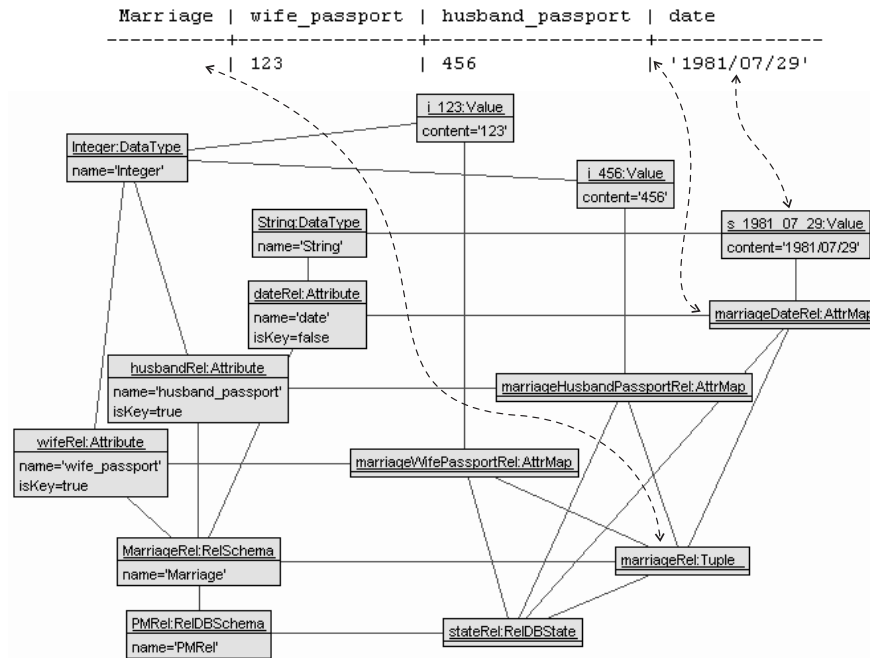 Marriage | wife_passport | husband_passport | date
---------+---------------+------------------+-------------
| 123 | 456 | '1981/07/29'
i_123:Value
content='123'
Integer:DataType
name='Integer'
i_456:Value
content='456'
String:DataType
name='String'
s_1981_07_29:Value
content='1981/07/29'
dateRel:Attribute
name='date'
isKey=false
marriageDateRel:AttrMap
husbandRel:Attribute
name='husband_passport'
isKey=true
marriageHusbandPassportRel:AttrMap
wifeRel:Attribute
name='wife_passport'
isKey=true
marriageWifePassportRel:AttrMap
MarriageRel:RelSchema
name='Marriage'
marriageRel:Tuple
PMRel:RelDBSchema
name='PMRel'
stateRel:RelDBState